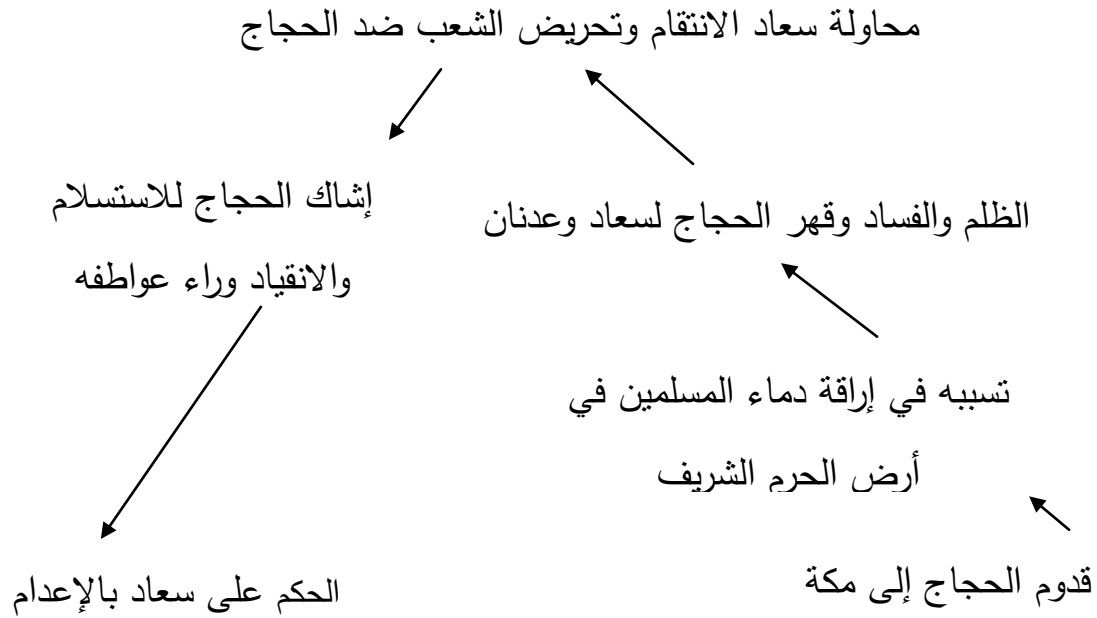 محاولة سعاد الانتقام وتحريض الشعب ضد الحجاج
إشاك الحجاج للاستسلام
والانقياد وراء عواطفه
الظلم والفساد وقهر الحجاج لسعاد وعدنان
تسببه في إراقة دماء المسلمين في
أرض الحرم الشريف
قدوم الحجاج إلى مكة
الحكم على سعاد بالإعدام